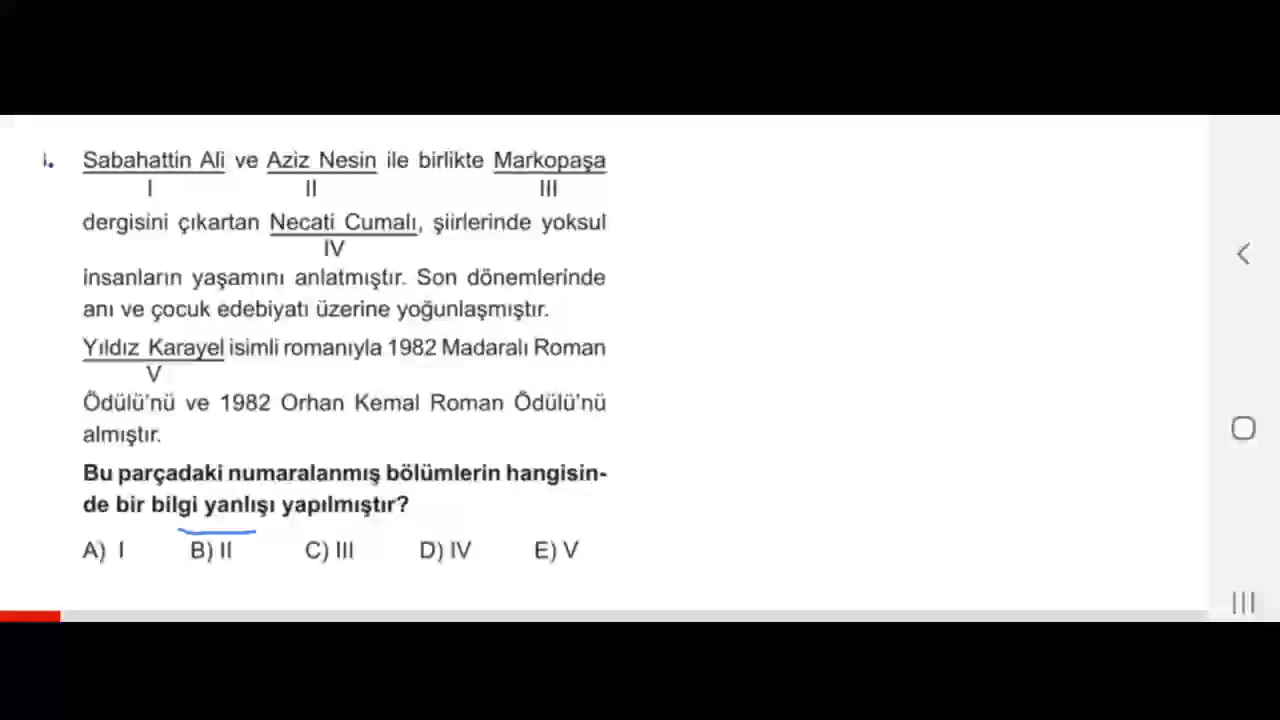 1. Sabahattin Ali ve Aziz Nesin ile birlikte Markopaşa
I II III
dergisini çıkartan Necati Cumalı, şiirlerinde yoksul
IV
insanların yaşamını anlatmıştır. Son dönemlerinde
anı ve çocuk edebiyatı üzerine yoğunlaşmıştır.
Yıldız Karayel isimli romanıyla 1982 Madaralı Roman
V
Ödülü'nü ve 1982 Orhan Kemal Roman Ödülü'nü
almıştır.
Bu parçadaki numaralanmış bölümlerin hangisin-
de bir bilgi yanlışı yapılmıştır?
A) I B) II C) III D) IV E) V